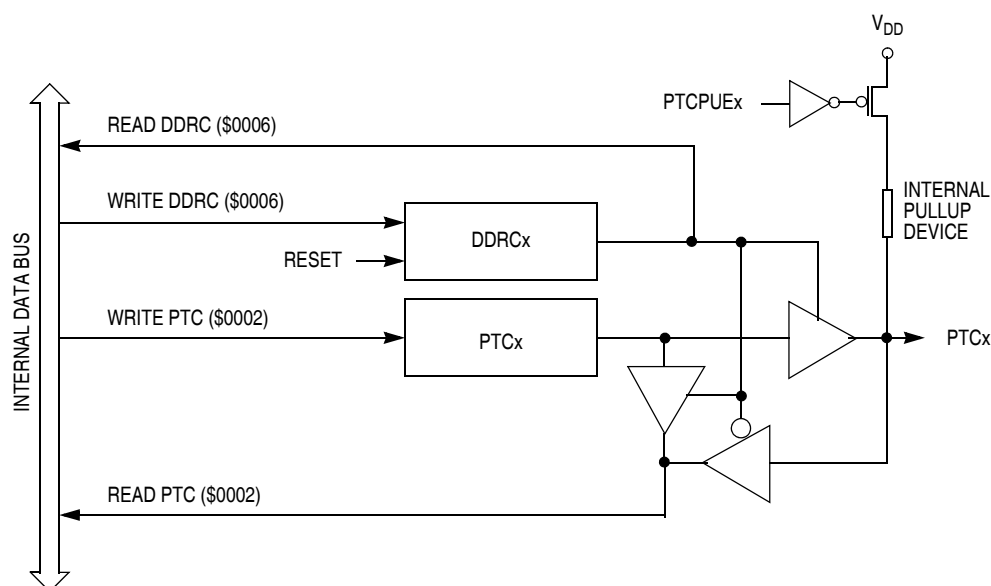 VDD
PTCPUEx
READ DDRC ($0006)
WRITE DDRC ($0006)
INTERNAL
PULLUP
DEVICE
DDRCx
RESET
WRITE PTC ($0002)
PTCx
PTCx
INTERNAL DATA BUS
READ PTC ($0002)